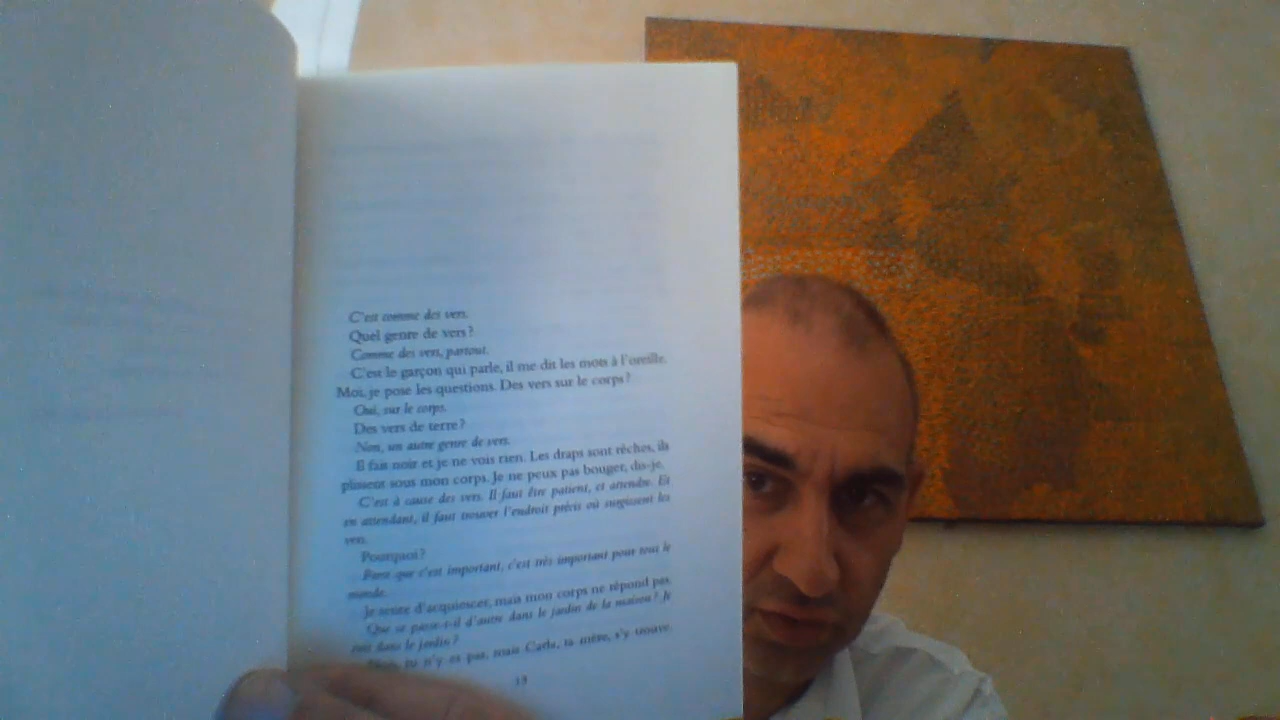 C'est comme des vers.
Quel genre de vers ?
Comme des vers, partout.
C'est le garçon qui parle, il me dit les mots à l'oreille.
Moi, je pose les questions. Des vers sur le corps ?
Oui, sur le corps.
Des vers de terre ?
Non, un autre genre de vers.
Il fait noir et je ne vois rien. Les draps sont rêches, ils
plissent sous mon corps. Je ne peux pas bouger, dis-je.
C'est à cause des vers. Il faut être patient, et attendre. Et
en attendant, il faut trouver l'endroit précis où surgissent les
vers.
Pourquoi ?
Parce que c'est important, c'est très important pour tout le
monde.
Je tente d'acquiescer, mais mon corps ne répond pas.
Que se passe-t-il d'autre dans le jardin de la maison ? Je
suis dans le jardin ?
Non, tu n'y es pas, mais Carla, ta mère, s'y trouve.
13